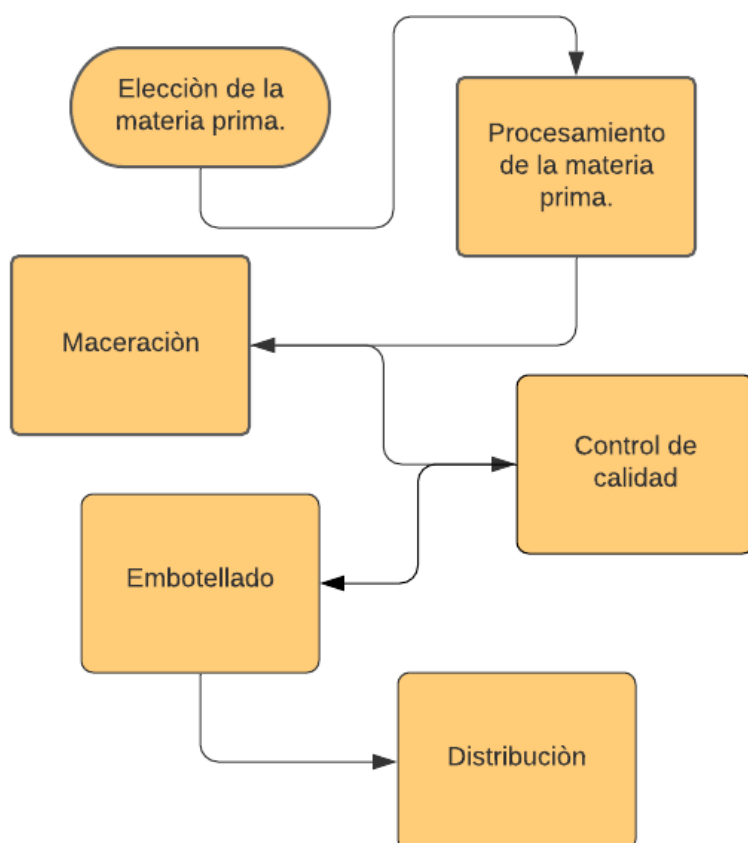 Elecciòn de la
materia prima.
Procesamiento
de la materia
prima.
Maceraciòn
Control de
calidad
Embotellado
Distribuciòn